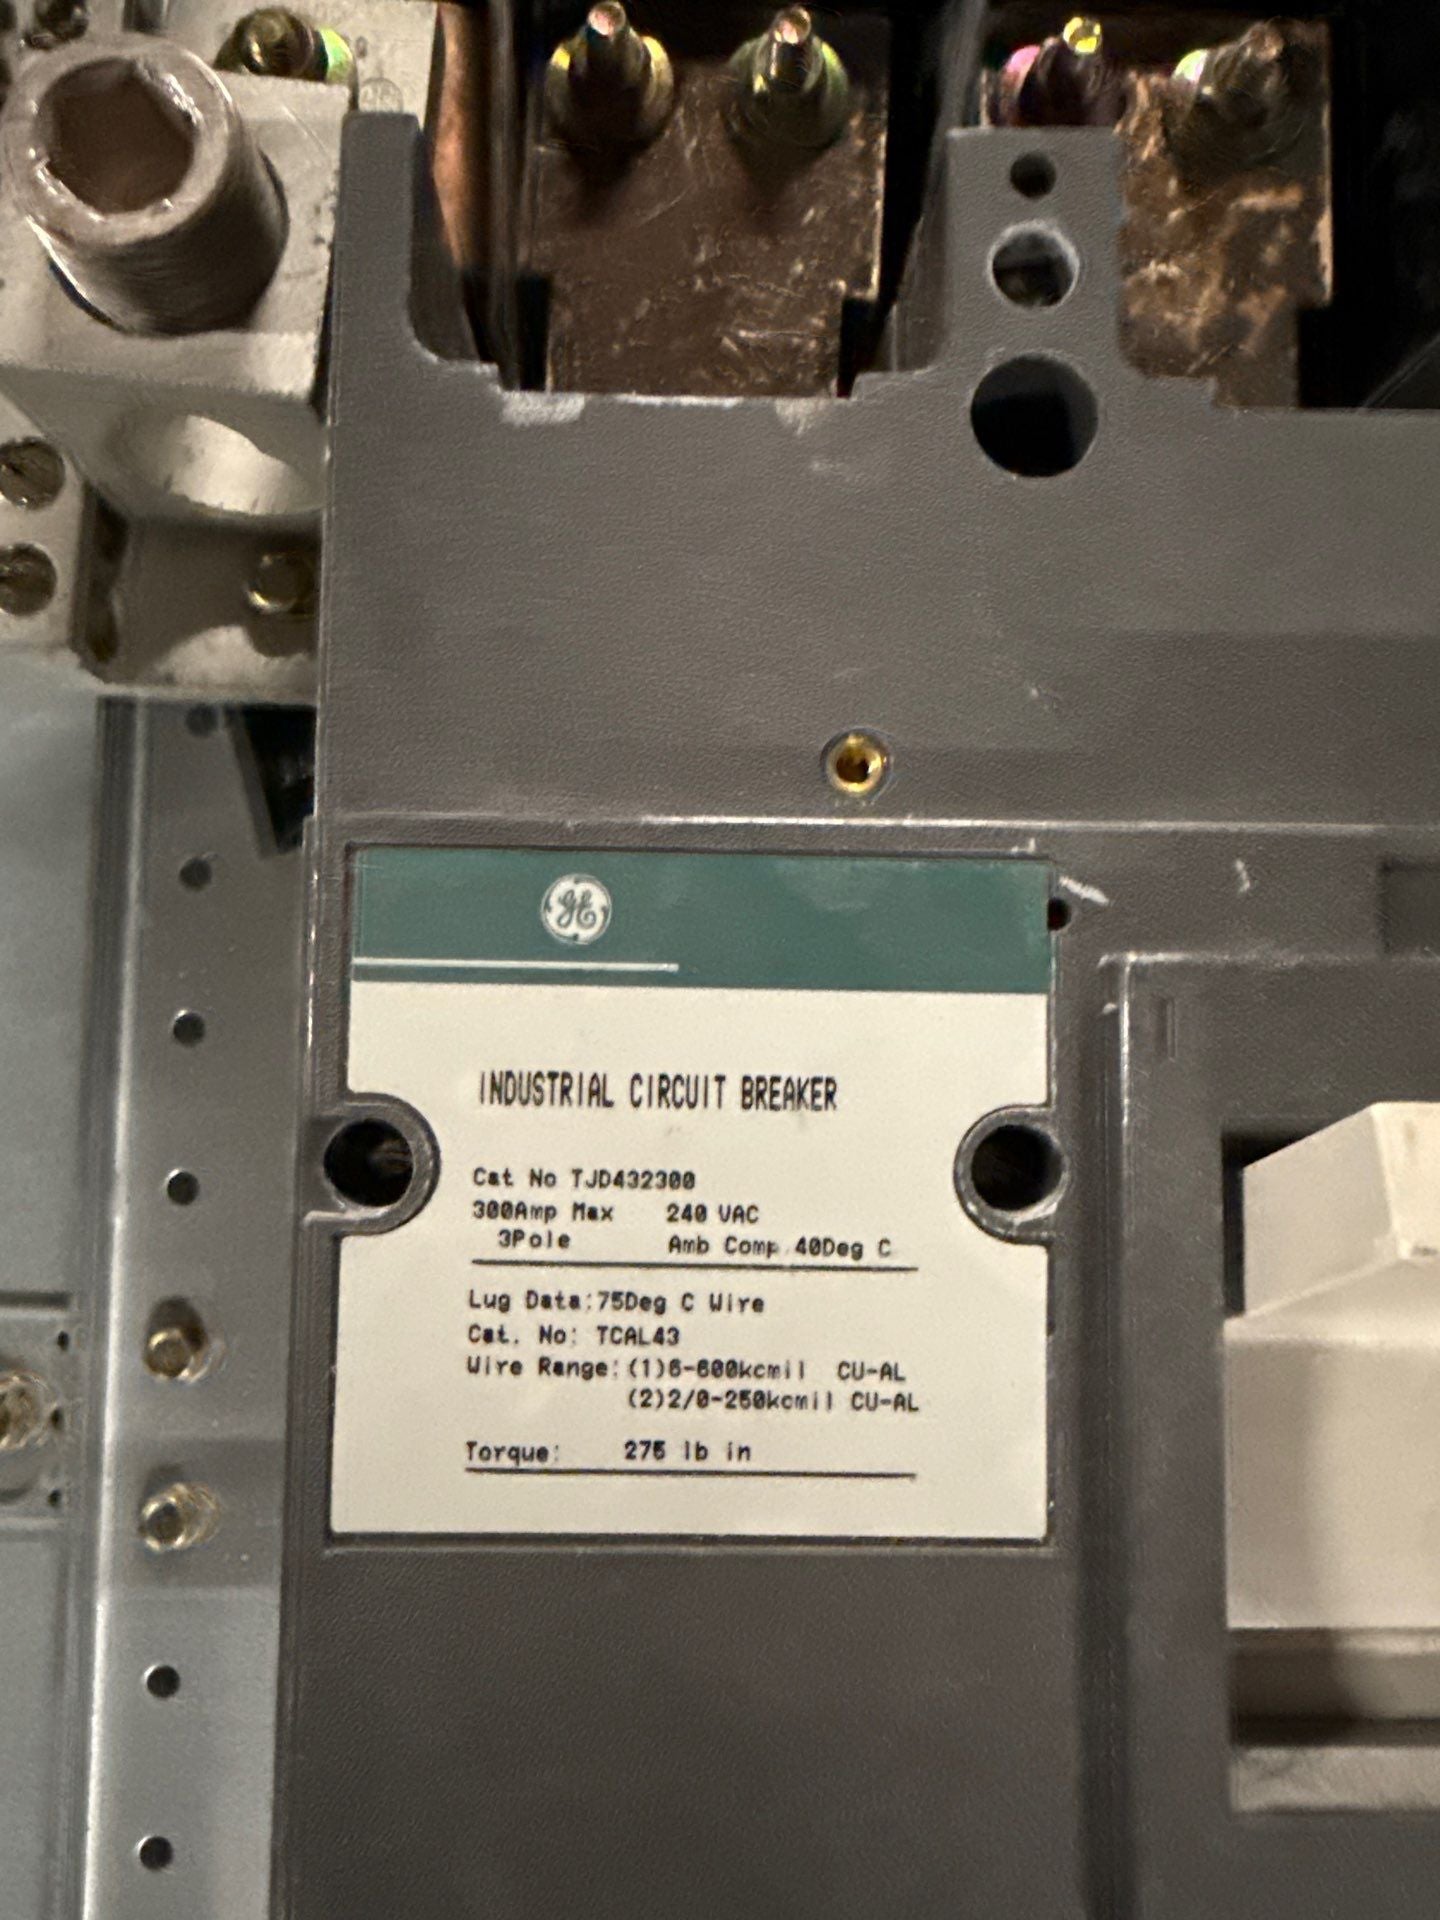 GE
INDUSTRIAL CIRCUIT BREAKER
Cat No TJD432300
300Amp Max 240 VAC
3Pole Amb Comp 40Deg C
Lug Data:75Deg C Wire
Cat. No: TCAL43
Wire Range:(1)6-600kcmil CU-AL
(2)2/0-250kcmil CU-AL
Torque: 275 lb in